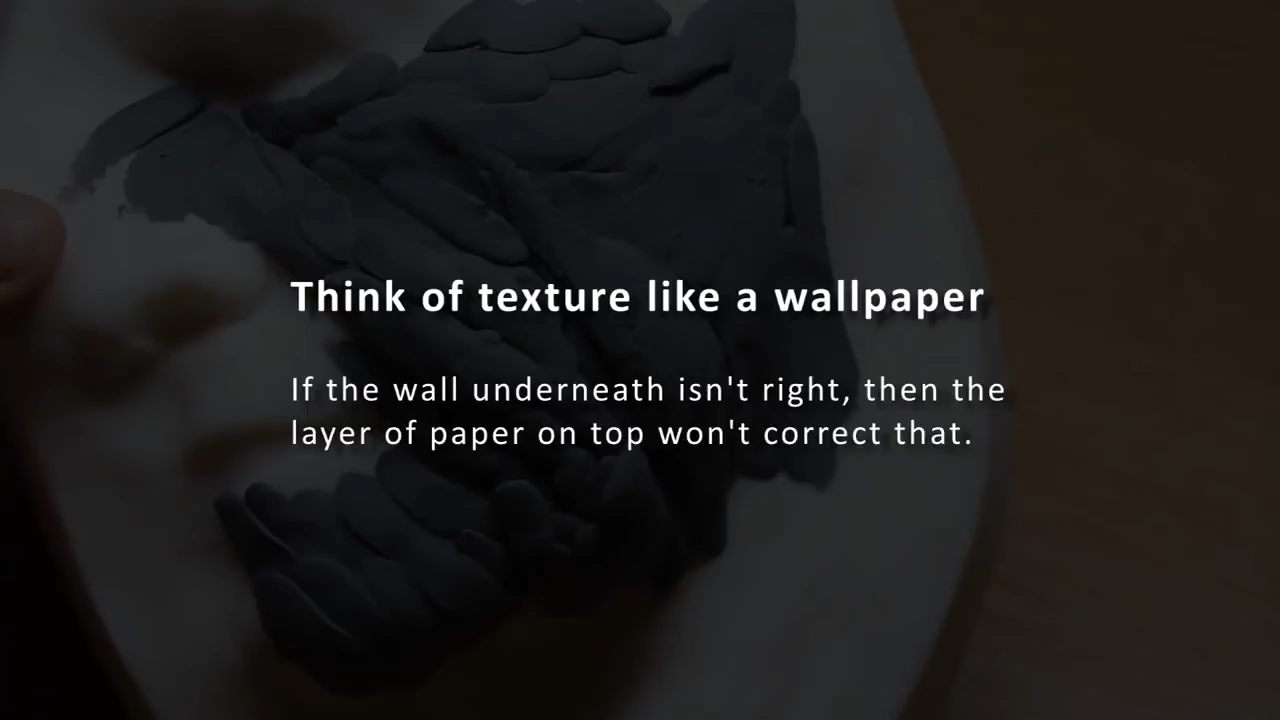 Think of texture like a wallpaper
If the wall underneath isn't right, then the
layer of paper on top won't correct that.